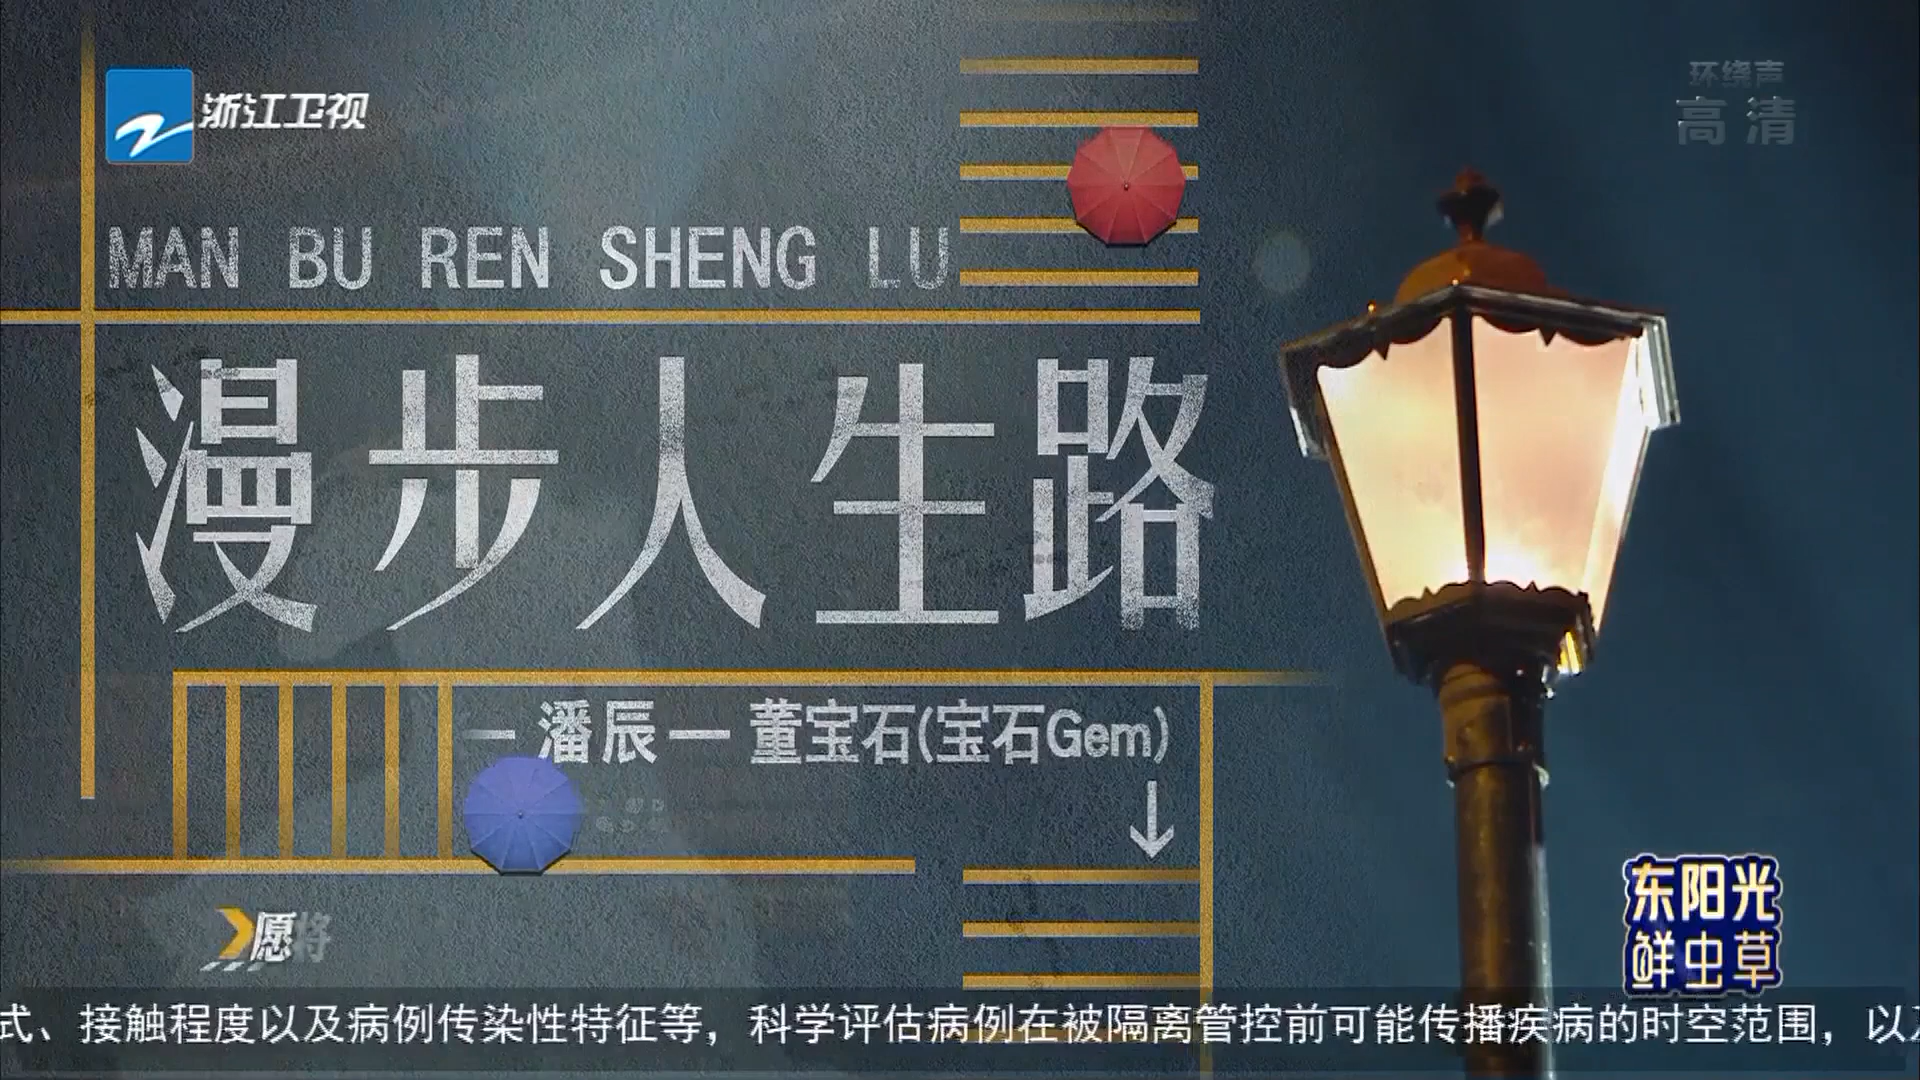 浙江卫视
环绕声
高清
MAN BU REN SHENG LU
漫步人生路
一 潘辰 一 董宝石(宝石Gem)
愿将
东阳光
鲜虫草
式、接触程度以及病例传染性特征等，科学评估病例在被隔离管控前可能传播疾病的时空范围，以及